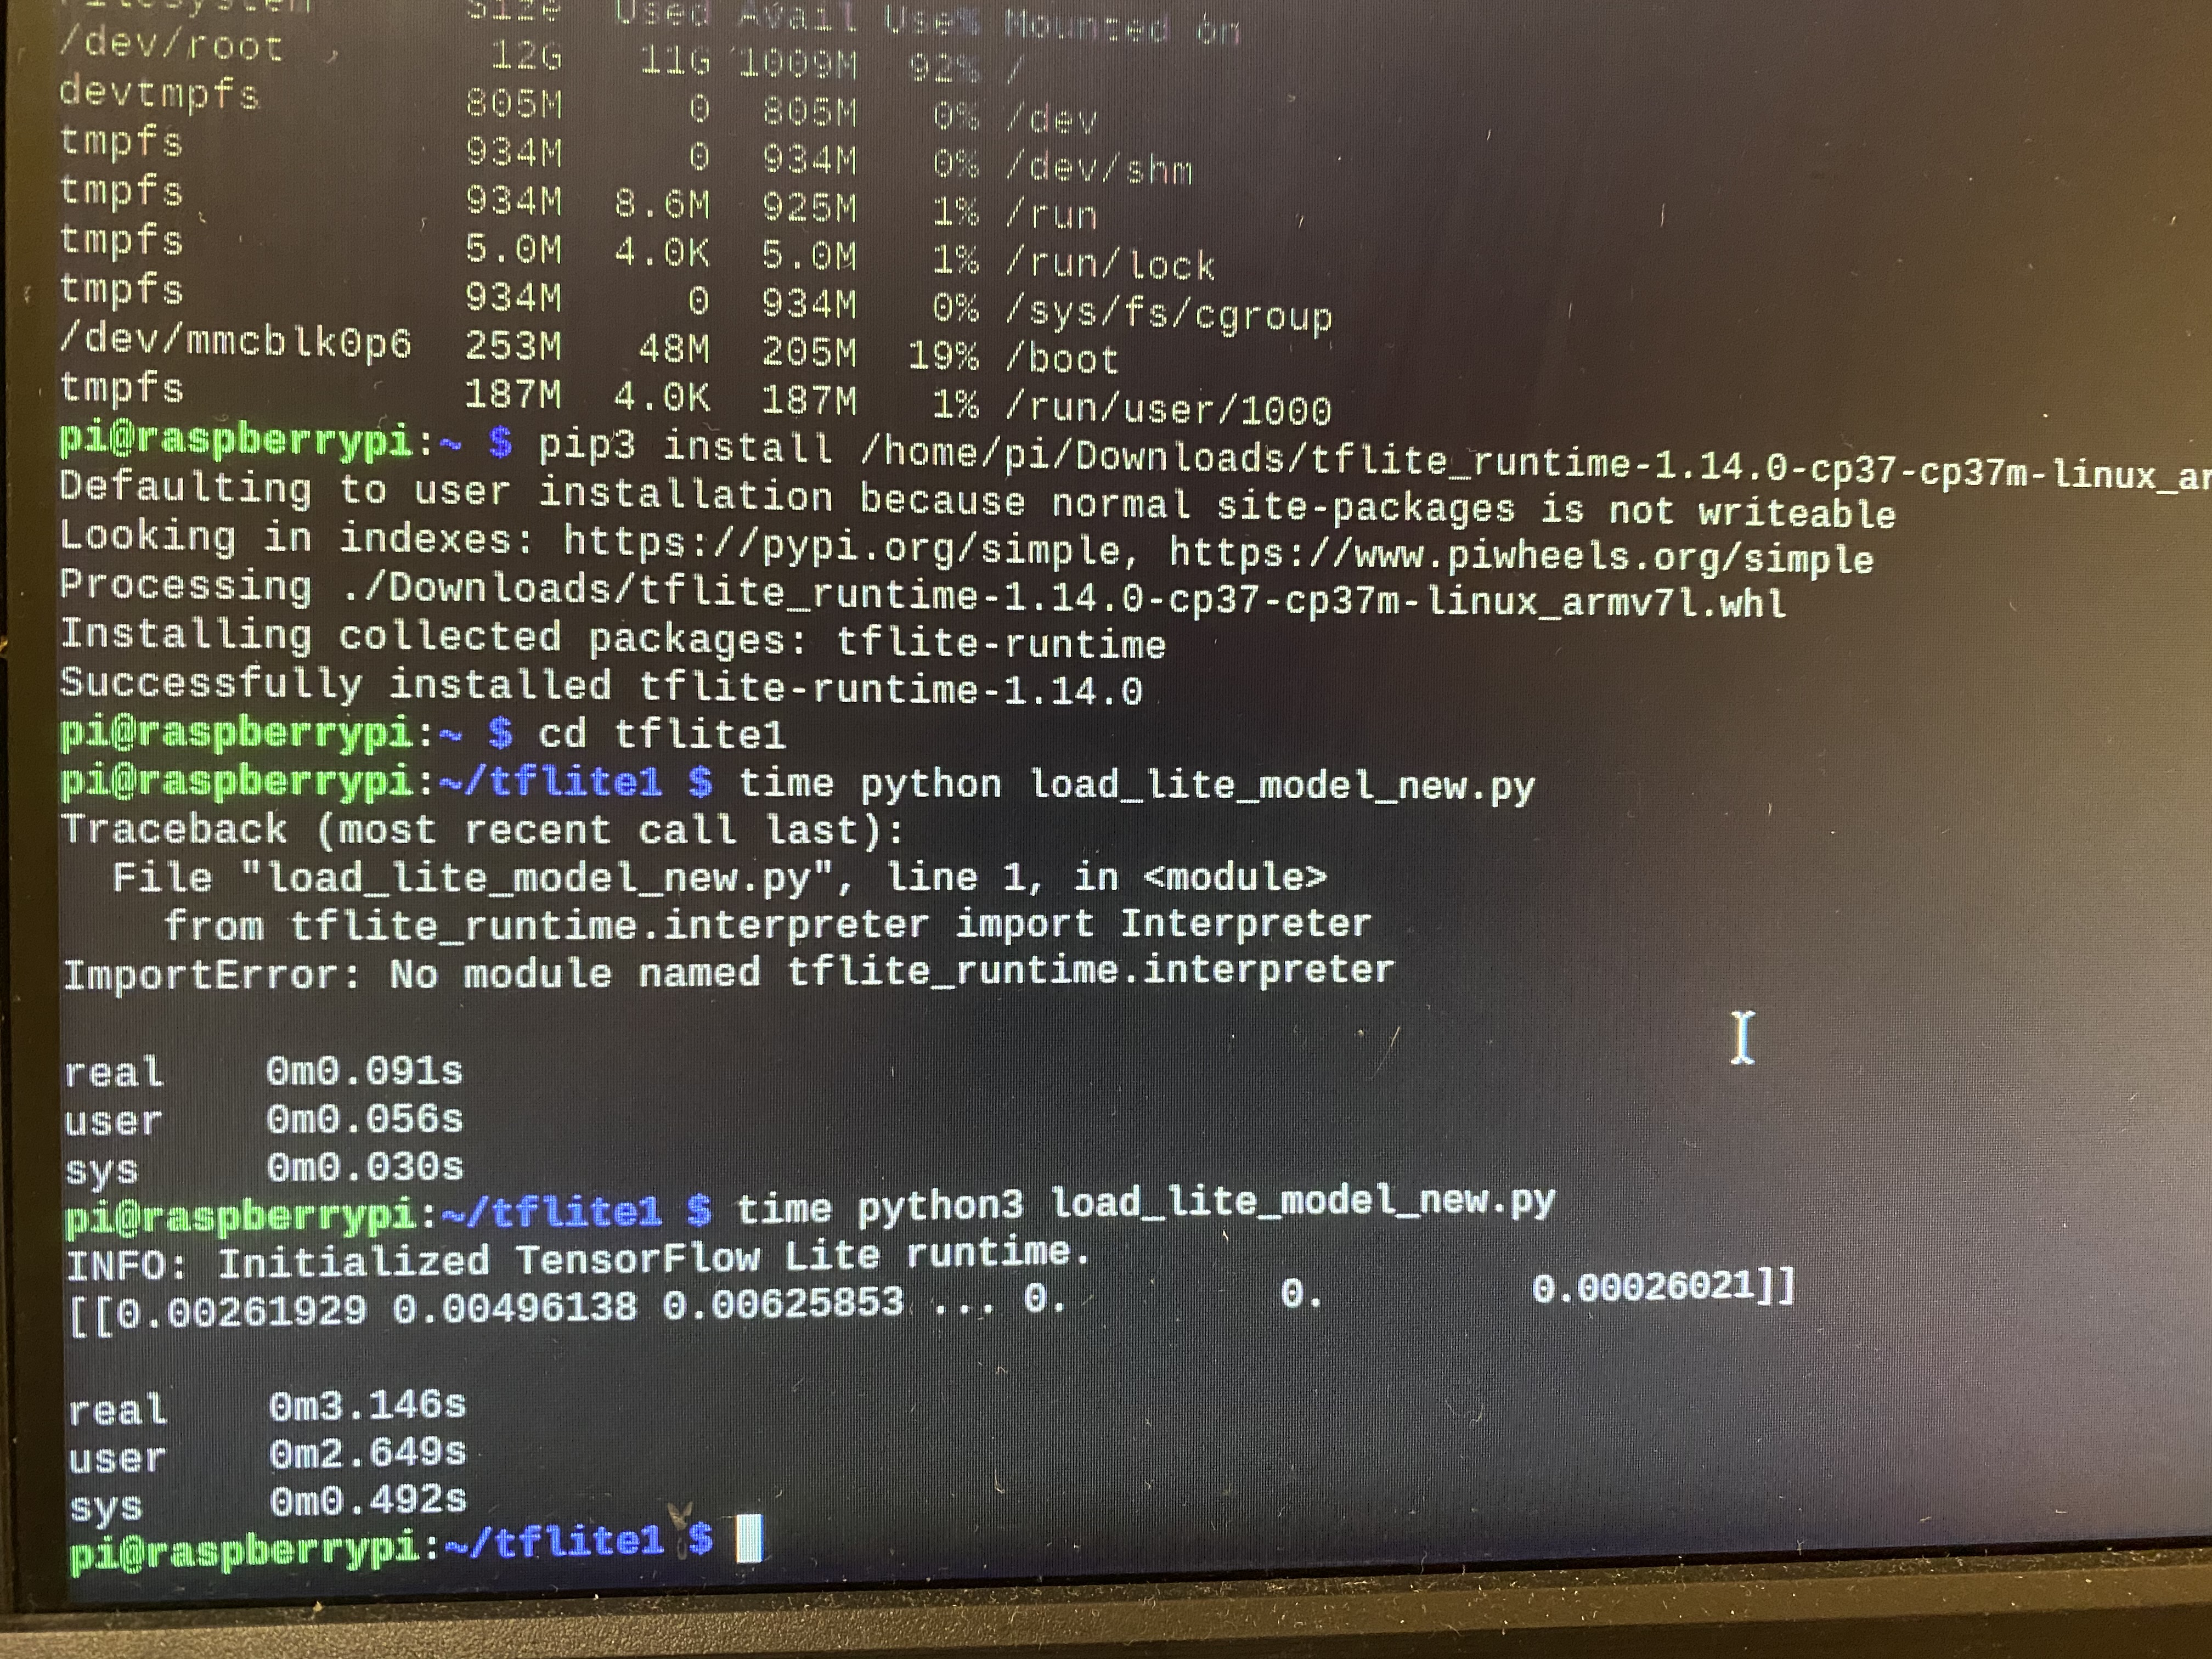 Filesystem Size Used Avail Use% Mounted on
/dev/root 12G 11G 1009M 92% /
devtmpfs 805M 0 805M 0% /dev
tmpfs 934M 0 934M 0% /dev/shm
tmpfs 934M 8.6M 925M 1% /run
tmpfs 5.0M 4.0K 5.0M 1% /run/lock
tmpfs 934M 0 934M 0% /sys/fs/cgroup
/dev/mmcblk0p6 253M 48M 205M 19% /boot
tmpfs 187M 4.0K 187M 1% /run/user/1000
pi@raspberrypi:~ $ pip3 install /home/pi/Downloads/tflite_runtime-1.14.0-cp37-cp37m-linux_ar
Defaulting to user installation because normal site-packages is not writeable
Looking in indexes: https://pypi.org/simple, https://www.piwheels.org/simple
Processing ./Downloads/tflite_runtime-1.14.0-cp37-cp37m-linux_armv7l.whl
Installing collected packages: tflite-runtime
Successfully installed tflite-runtime-1.14.0
pi@raspberrypi:~ $ cd tflite1
pi@raspberrypi:~/tflite1 $ time python load_lite_model_new.py
Traceback (most recent call last):
File "load_lite_model_new.py", line 1, in <module>
from tflite_runtime.interpreter import Interpreter
ImportError: No module named tflite_runtime.interpreter
real 0m0.091s
user 0m0.056s
sys 0m0.030s
pi@raspberrypi:~/tflite1 $ time python3 load_lite_model_new.py
INFO: Initialized TensorFlow Lite runtime.
[[0.00261929 0.00496138 0.00625853 ... 0. 0. 0.00026021]]
real 0m3.146s
user 0m2.649s
sys 0m0.492s
pi@raspberrypi:~/tflite1 $